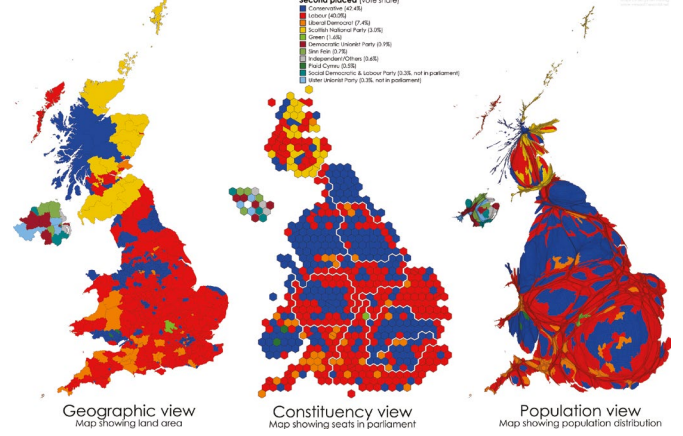 Second placed (vote share)
Conservative (42.4%)
Labour (40.0%)
Liberal Democrat (7.4%)
Scottish National Party (3.0%)
Green (1.6%)
Democratic Unionist Party (0.9%)
Sinn Fein (0.7%)
Independent/Others (0.6%)
Plaid Cymru (0.5%)
Social Democratic & Labour Party (0.3%, not in parliament)
Ulster Unionist Party (0.3%, not in parliament)
Geographic view
Map showing land area
Constituency view
Map showing seats in parliament
Population view
Map showing population distribution